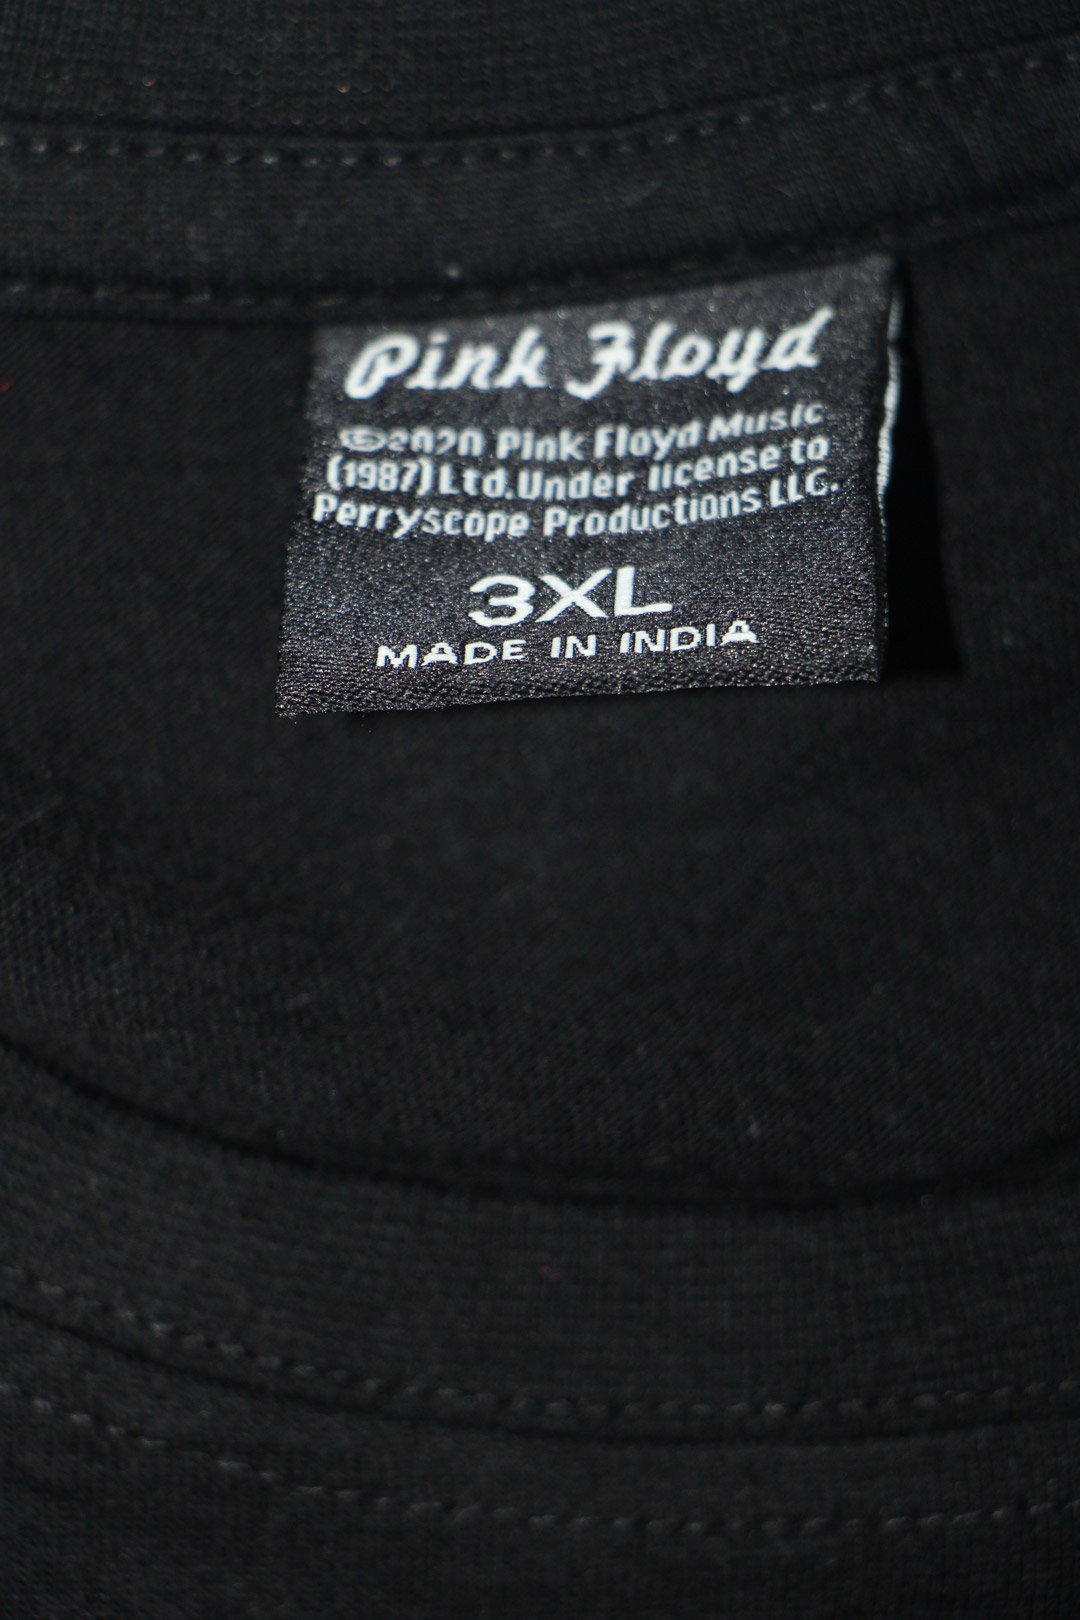 Pink Floyd
©2020 Pink Floyd Music
(1987)Ltd.Under license to
Perryscope Productions LLC.
3XL
MADE IN INDIA